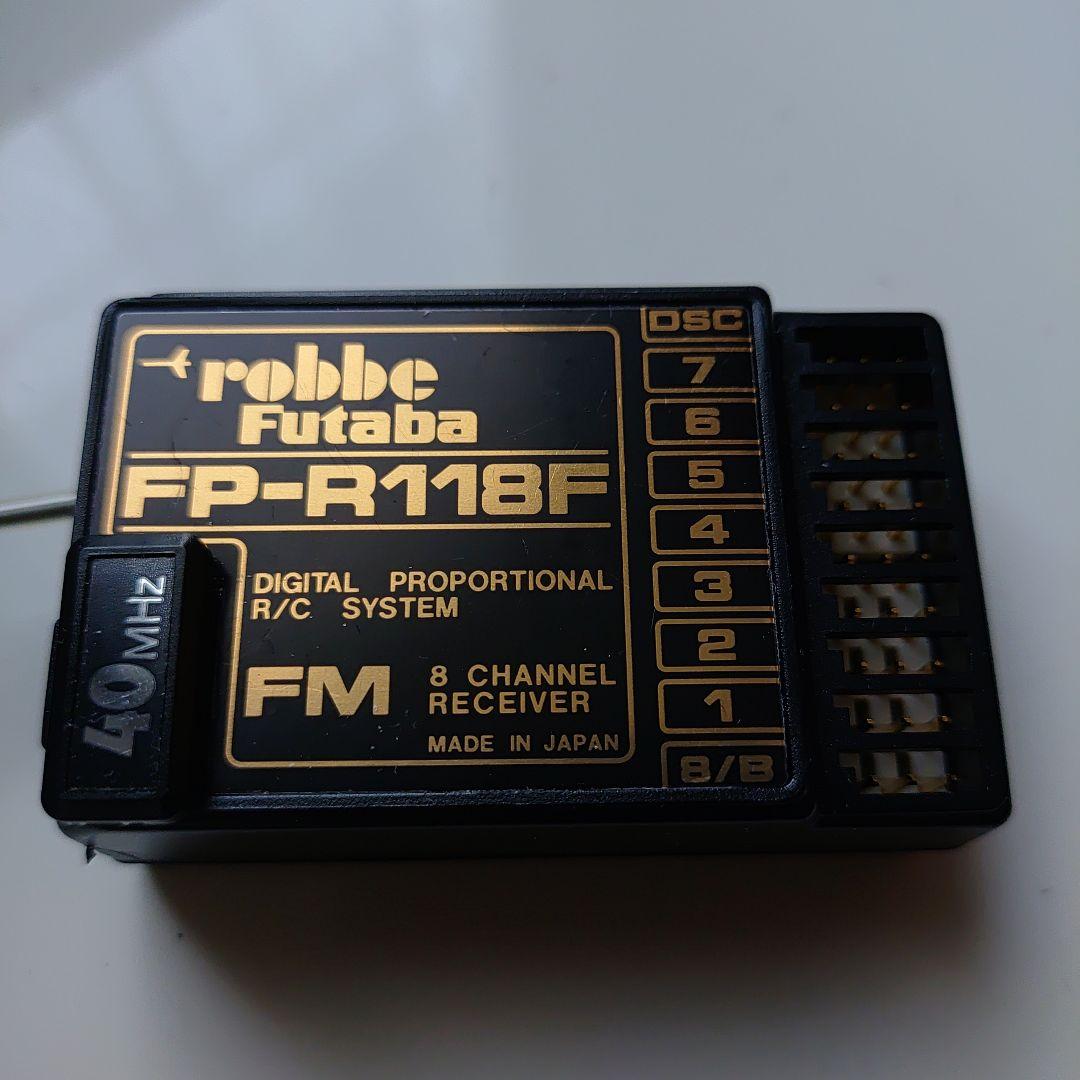 robbe
Futaba
FP-R118F
DIGITAL PROPORTIONAL
R/C SYSTEM
FM
8 CHANNEL
RECEIVER
MADE IN JAPAN
40MHz
DSC
7
6
5
4
3
2
1
8/B